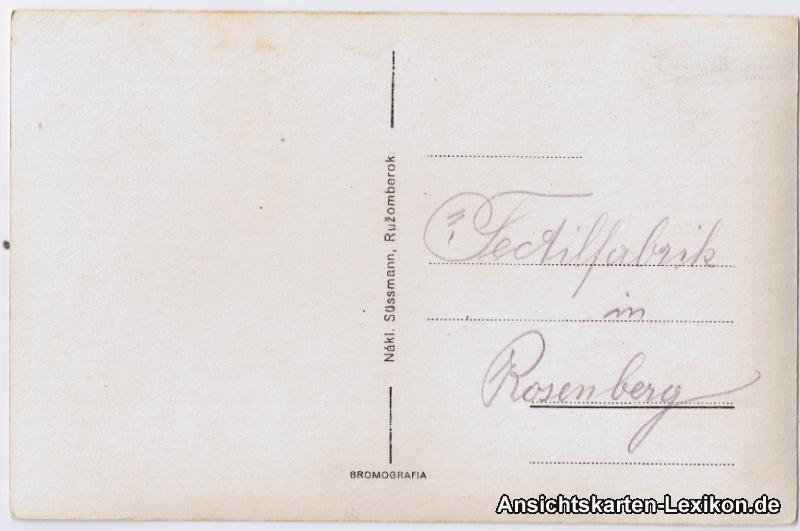 Nákl. Süssmann, Ružomberok
Tectilfabrik
in
Rosenberg
BROMOGRAFIA
Ansichtskarten-Lexikon.de